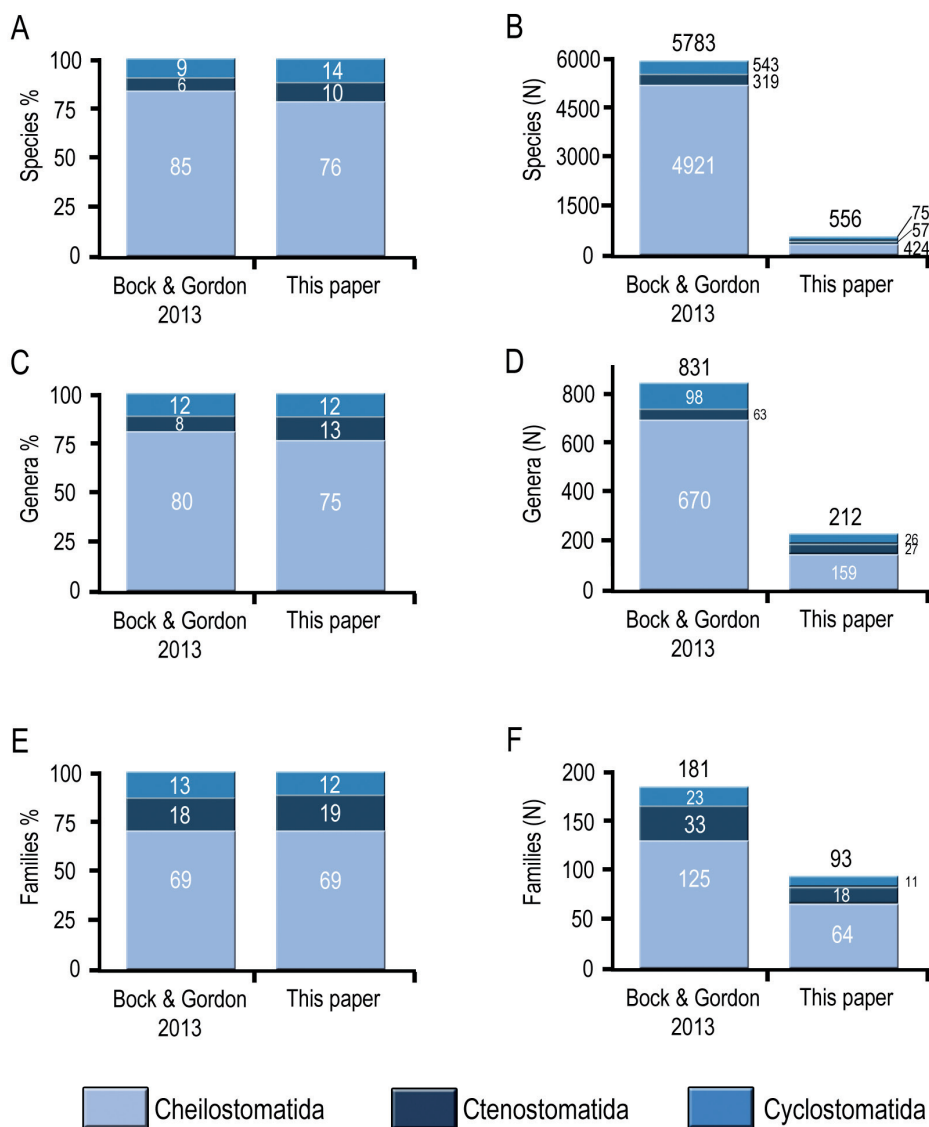 A
Species %
100
75
50
25
0
9
6
85
14
10
76
Bock & Gordon
2013
This paper
B
Species (N)
6000
4500
3000
1500
0
5783
543
319
4921
556
75
57
424
Bock & Gordon
2013
This paper
C
Genera %
100
75
50
25
0
12
8
80
12
13
75
Bock & Gordon
2013
This paper
D
Genera (N)
800
600
400
200
0
831
98
63
670
212
26
27
159
Bock & Gordon
2013
This paper
E
Families %
100
75
50
25
0
13
18
69
12
19
69
Bock & Gordon
2013
This paper
F
Families (N)
200
150
100
50
0
181
23
33
125
93
11
18
64
Bock & Gordon
2013
This paper
Cheilostomatida
Ctenostomatida
Cyclostomatida